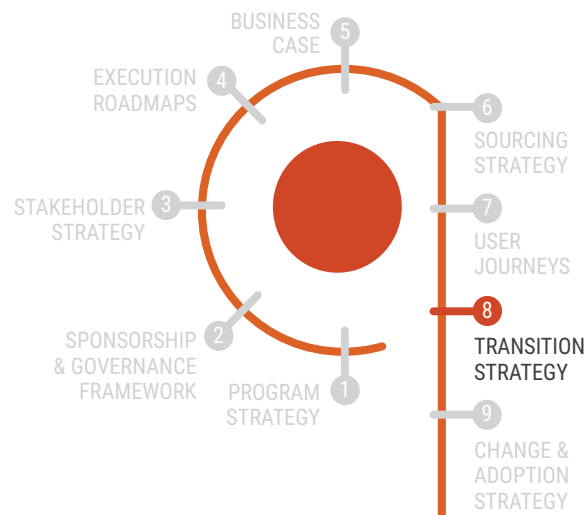 BUSINESS
CASE
5
EXECUTION
ROADMAPS
4
6
SOURCING
STRATEGY
STAKEHOLDER
STRATEGY
3
7
USER
JOURNEYS
8
TRANSITION
STRATEGY
2
SPONSORSHIP
& GOVERNANCE
FRAMEWORK
1
PROGRAM
STRATEGY
9
CHANGE &
ADOPTION
STRATEGY